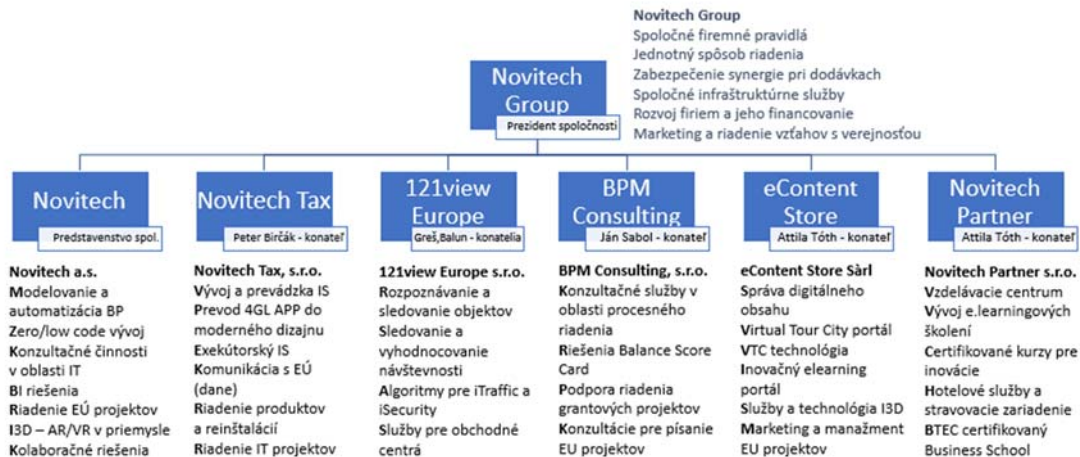 Novitech Group
Spoločné firemné pravidlá
Jednotný spôsob riadenia
Zabezpečenie synergie pri dodávkach
Spoločné infraštruktúrne služby
Rozvoj firiem a jeho financovanie
Marketing a riadenie vzťahov s verejnosťou
Novitech
Group
Prezident spoločnosti
Novitech
Predstavenstvo spol.
Novitech a.s.
Modelovanie a
automatizácia BP
Zero/low code vývoj
Konzultačné činnosti
v oblasti IT
BI riešenia
Riadenie EÚ projektov
I3D – AR/VR v priemysle
Kolaboračné riešenia
Novitech Tax
Peter Birčák - konateľ
Novitech Tax, s.r.o.
Vývoj a prevádzka IS
Prevod 4GL APP do
moderného dizajnu
Exekútorský IS
Komunikácia s EÚ
(dane)
Riadenie produktov
a reinštalácií
Riadenie IT projektov
121view
Europe
Greš,Balun - konatelia
121view Europe s.r.o.
Rozpoznávanie a
sledovanie objektov
Sledovanie a
vyhodnocovanie
návštevnosti
Algoritmy pre iTraffic a
iSecurity
Služby pre obchodné
centrá
BPM
Consulting
Ján Sabol - konateľ
BPM Consulting, s.r.o.
Konzultačné služby v
oblasti procesného
riadenia
Riešenia Balance Score
Card
Podpora riadenia
grantových projektov
Konzultácie pre písanie
EU projektov
eContent
Store
Attila Tóth - konateľ
eContent Store Sàrl
Správa digitálneho
obsahu
Virtual Tour City portál
VTC technológia
Inovačný elearning
portál
Služby a technológia I3D
Marketing a manažment
EU projektov
Novitech
Partner
Attila Tóth - konateľ
Novitech Partner s.r.o.
Vzdelávacie centrum
Vývoj e.learningových
školení
Certifikované kurzy pre
inovácie
Hotelové služby a
stravovacie zariadenie
BTEC certifikovaný
Business School